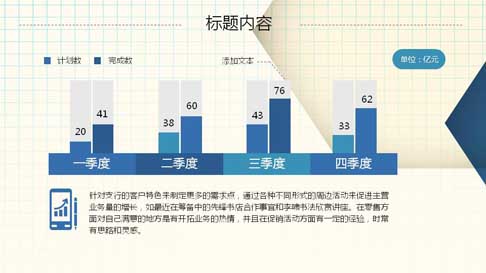 标题内容
计划数 完成数 添加文本 单位：亿元
20 41 38 60 43 76 33 62
一季度 二季度 三季度 四季度
针对支行的客户特色来制定更多的需求点，通过各种不同形式的周边活动来促进主营
业务量的增长，如最近在筹备中的先锋书店合作事宜和李啸书法欣赏讲座。在零售方
面对自己满意的地方是有开拓业务的热情，并且在促销活动方面有一定的经验，时常
有思路和灵感。